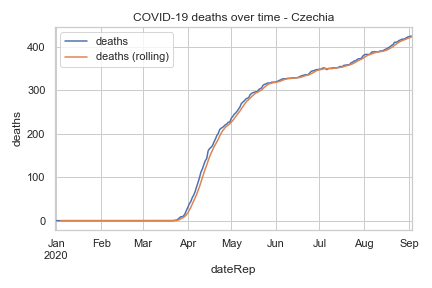 COVID-19 deaths over time - Czechia
deaths
deaths (rolling)
400
300
200
100
0
deaths
Jan Feb Mar Apr May Jun Jul Aug Sep
2020
dateRep